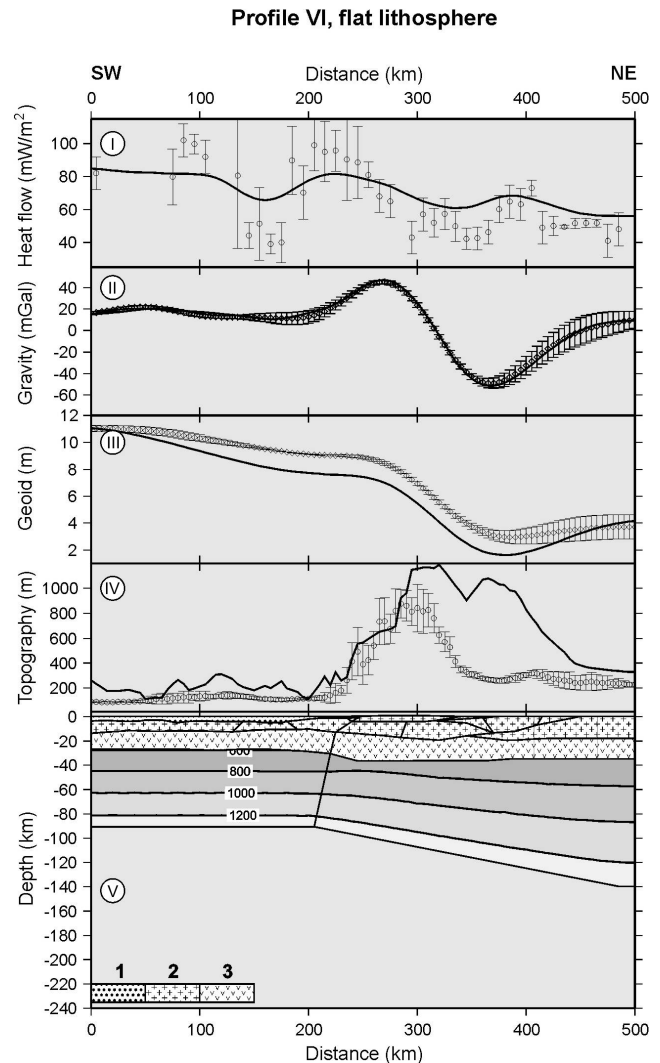 Profile VI, flat lithosphere
SW Distance (km) NE
0 100 200 300 400 500
I
Heat flow (mW/m²)
100
80
60
40
II
Gravity (mGal)
40
20
0
-20
-40
-60
III
Geoid (m)
12
10
8
6
4
2
IV
Topography (m)
1000
800
600
400
200
V
Depth (km)
0
-20
-40
-60
-80
-100
-120
-140
-160
-180
-200
-220
-240
600
800
1000
1200
1 2 3
0 100 200 300 400 500
Distance (km)